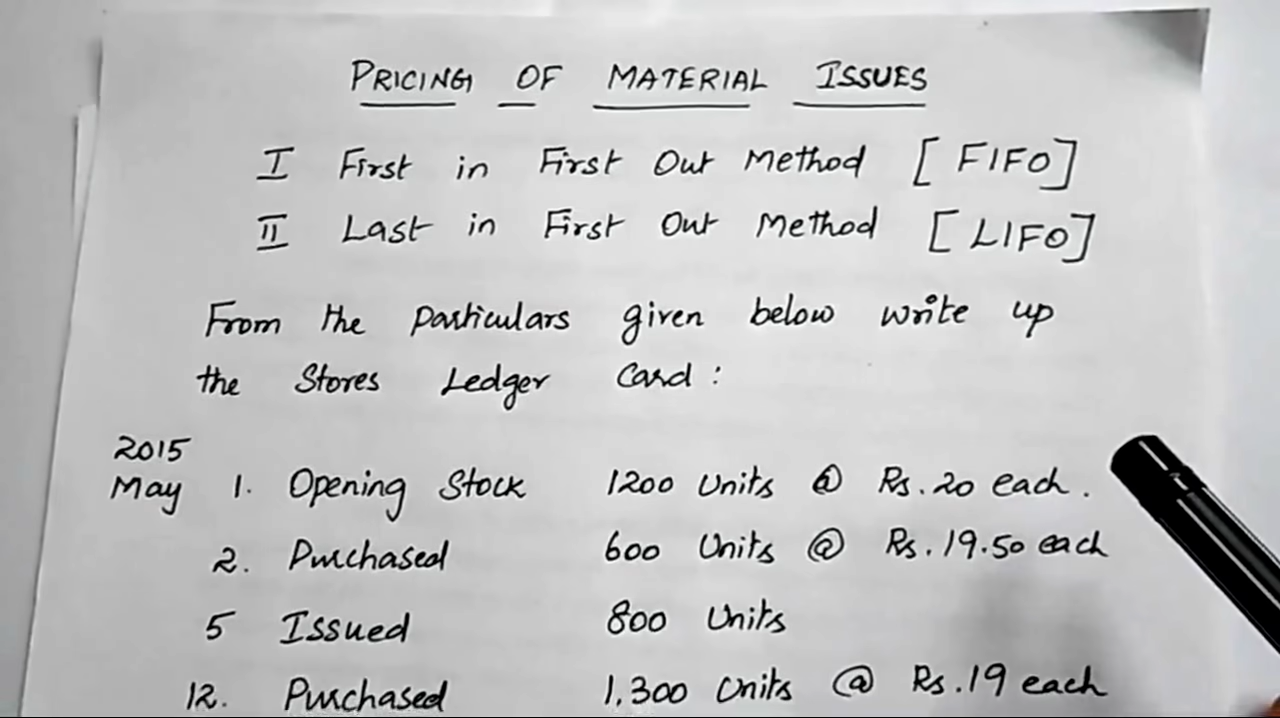 PRICING OF MATERIAL ISSUES
I First in First Out Method [FIFO]
II Last in First Out Method [LIFO]
From the particulars given below write up
the Stores Ledger Card:
2015
May 1. Opening Stock 1200 Units @ Rs.20 each.
2. Purchased 600 Units @ Rs.19.50 each
5 Issued 800 Units
12. Purchased 1,300 Units @ Rs.19 each